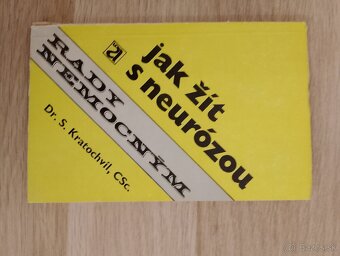 RADY
NEMOCNÝM
a
jak žít
s neurózou
Dr. S. Kratochvíl, CSc.